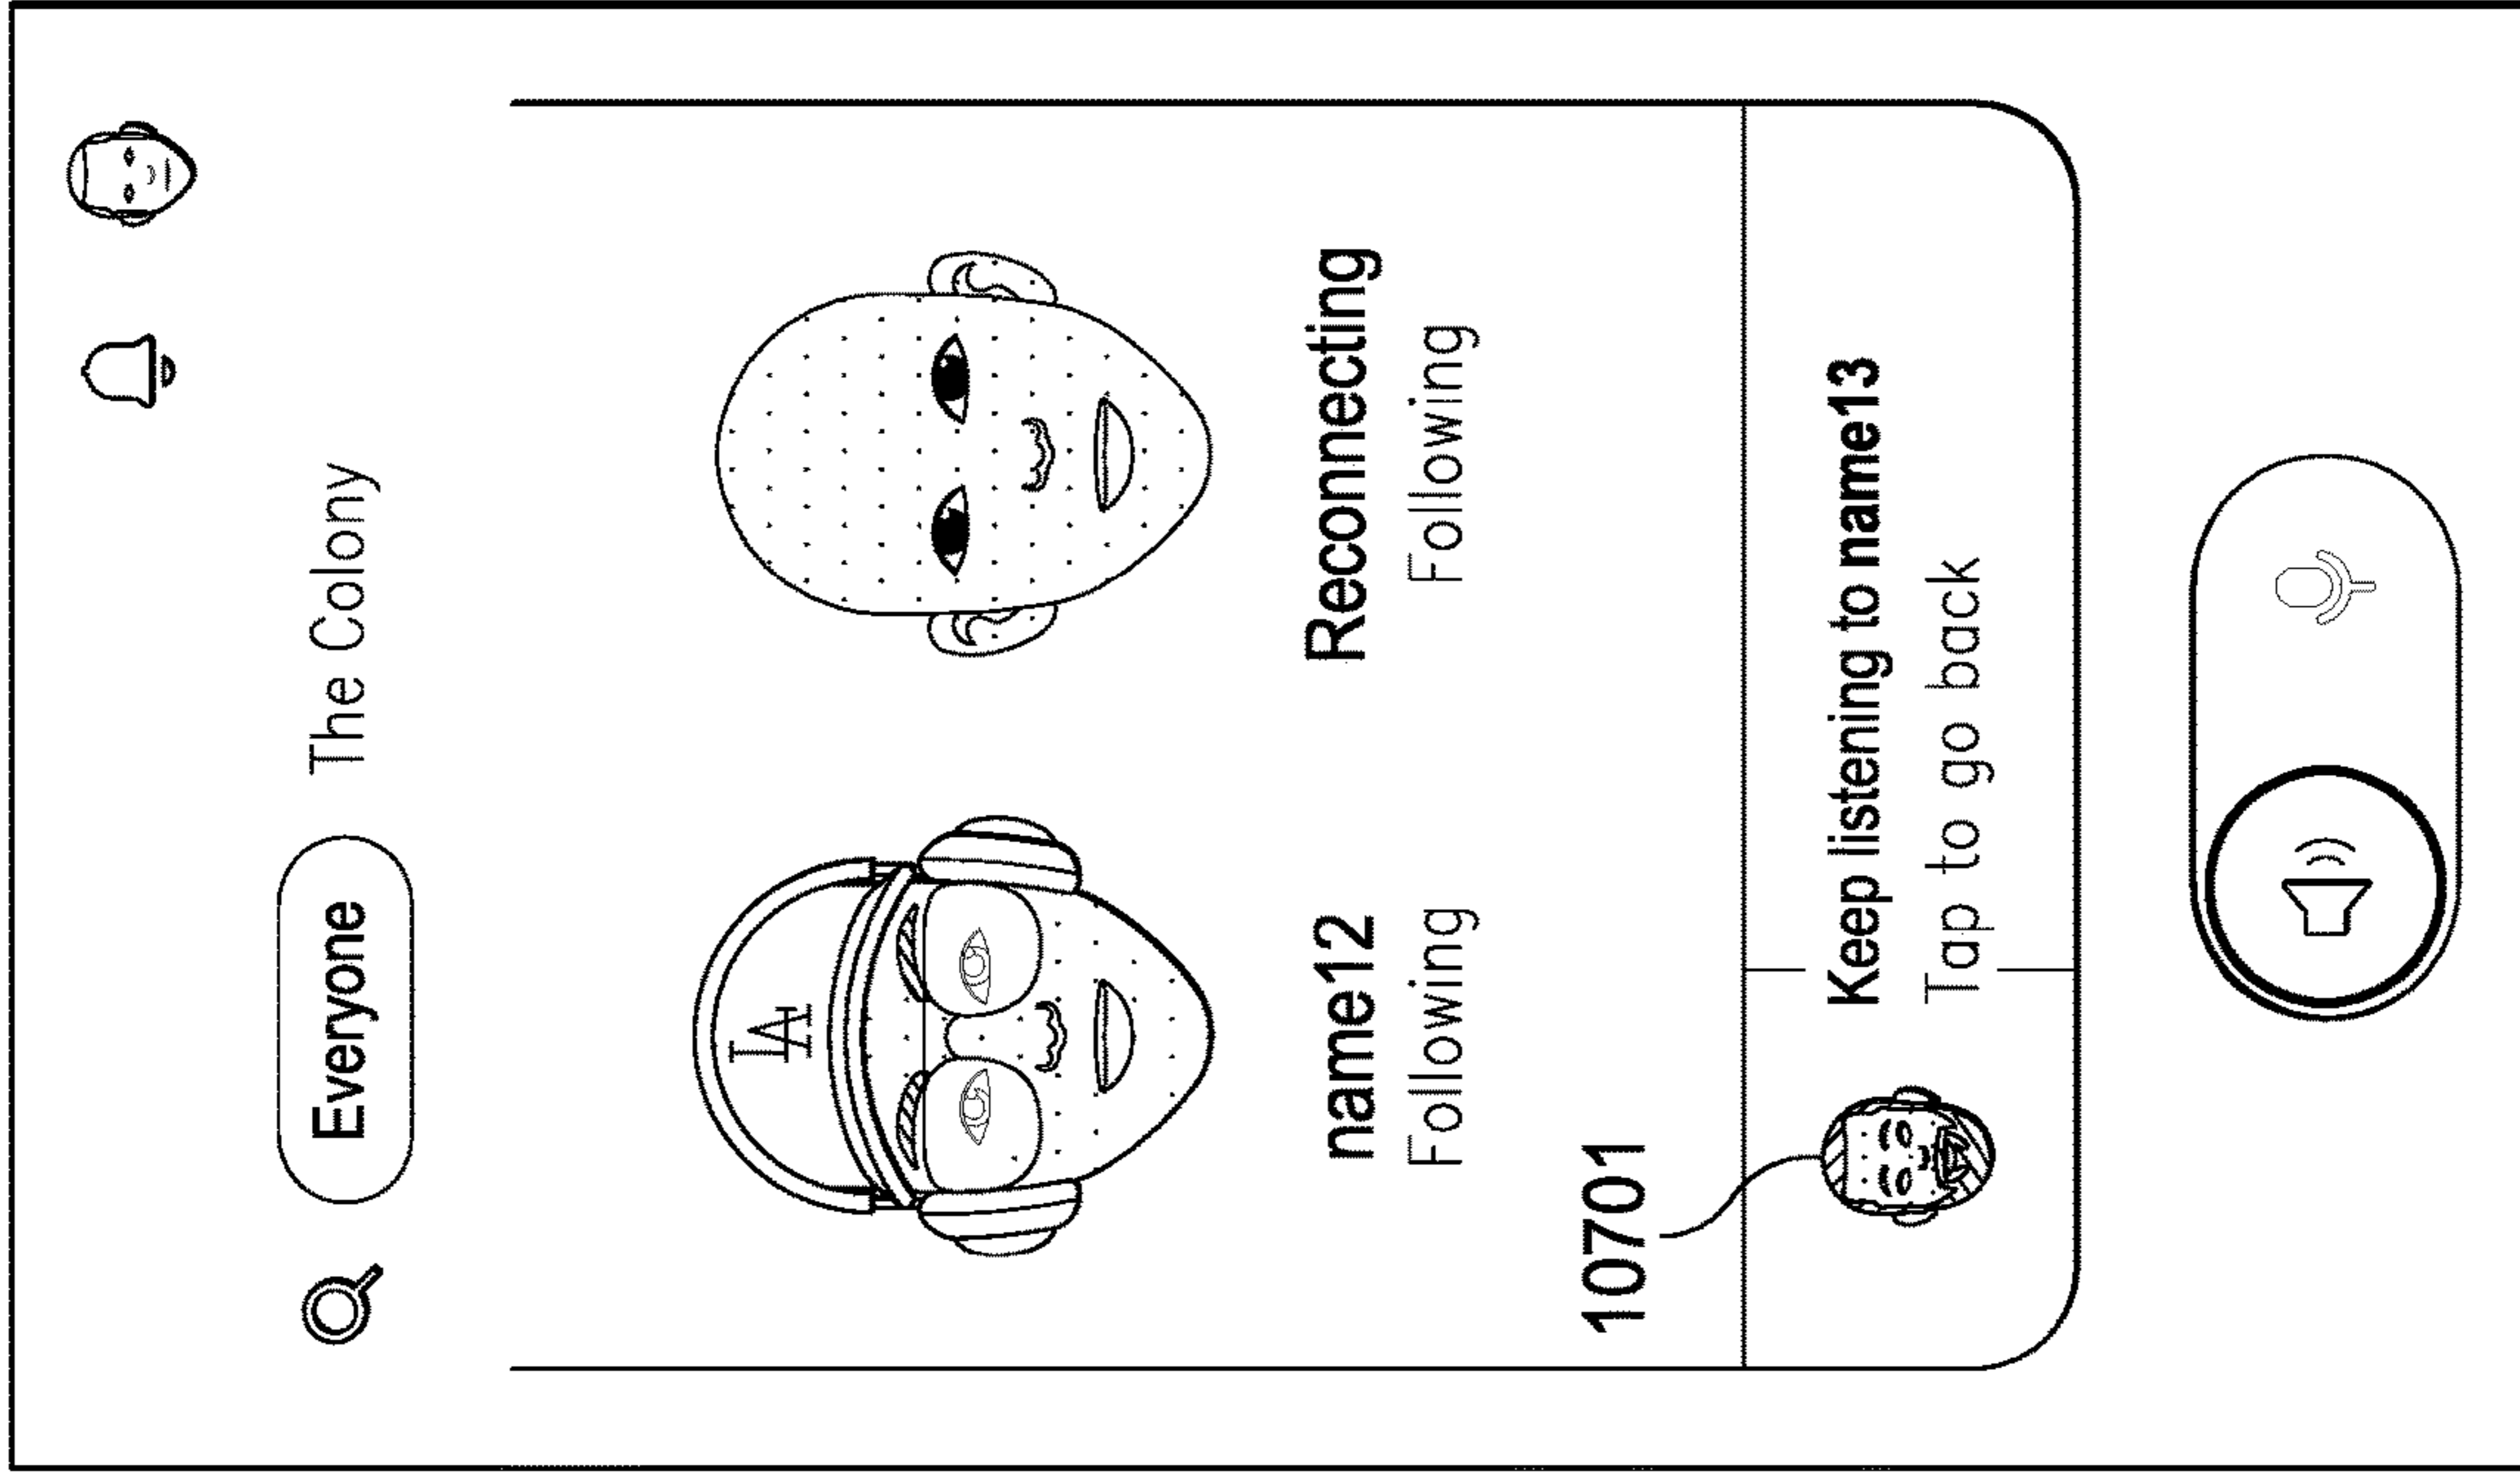 Everyone The Colony
LA
name12 Reconnecting
Following Following
10701
Keep listening to name13
Tap to go back